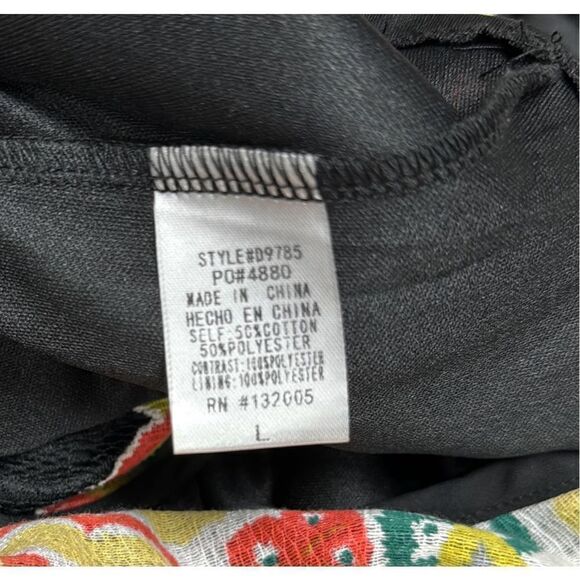 STYLE#D9785
PO#4880
MADE IN CHINA
HECHO EN CHINA
SELF:50%COTTON
50%POLYESTER
CONTRAST:100%POLYESTER
LINING:100%POLYESTER
RN #132005
L